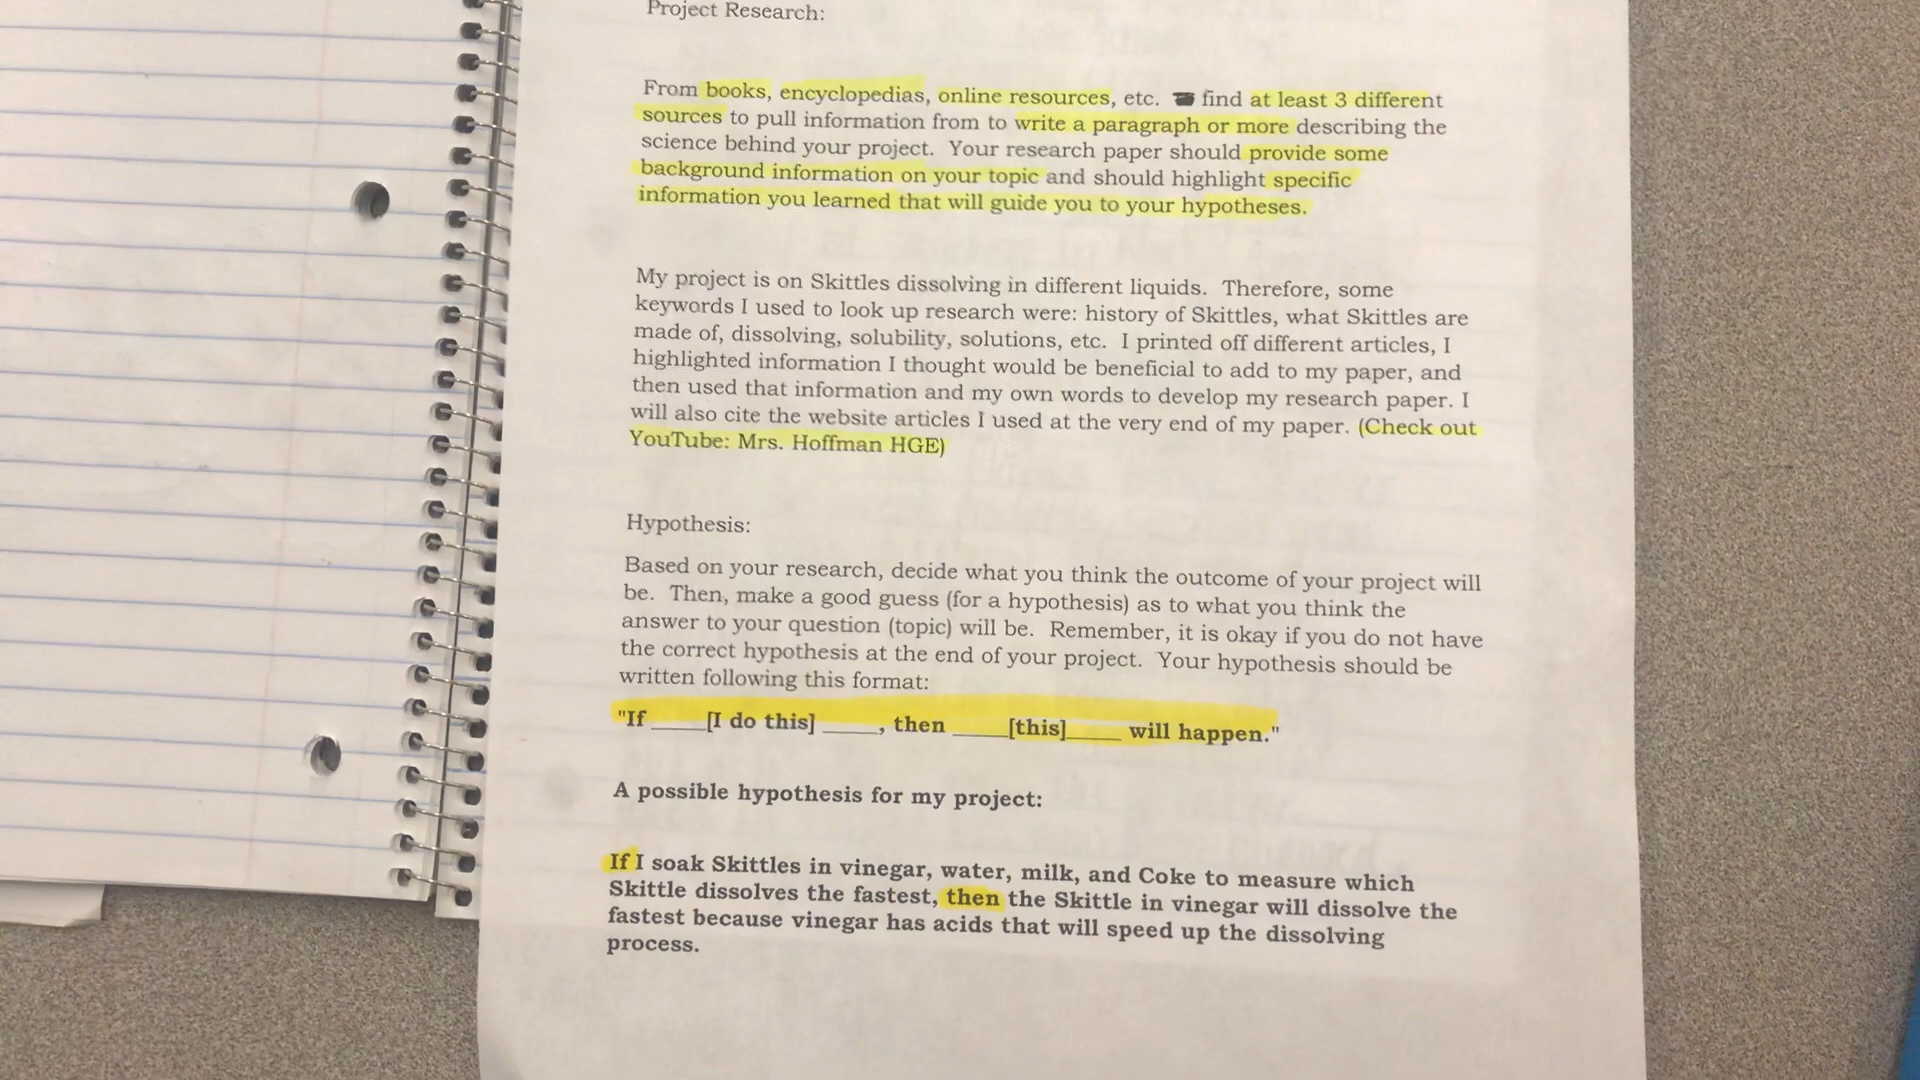 Project Research:
From books, encyclopedias, online resources, etc. find at least 3 different
sources to pull information from to write a paragraph or more describing the
science behind your project. Your research paper should provide some
background information on your topic and should highlight specific
information you learned that will guide you to your hypotheses.
My project is on Skittles dissolving in different liquids. Therefore, some
keywords I used to look up research were: history of Skittles, what Skittles are
made of, dissolving, solubility, solutions, etc. I printed off different articles, I
highlighted information I thought would be beneficial to add to my paper, and
then used that information and my own words to develop my research paper. I
will also cite the website articles I used at the very end of my paper. (Check out
YouTube: Mrs. Hoffman HGE)
Hypothesis:
Based on your research, decide what you think the outcome of your project will
be. Then, make a good guess (for a hypothesis) as to what you think the
answer to your question (topic) will be. Remember, it is okay if you do not have
the correct hypothesis at the end of your project. Your hypothesis should be
written following this format:
"If ____[I do this] ____, then ____[this]____ will happen."
A possible hypothesis for my project:
If I soak Skittles in vinegar, water, milk, and Coke to measure which
Skittle dissolves the fastest, then the Skittle in vinegar will dissolve the
fastest because vinegar has acids that will speed up the dissolving
process.